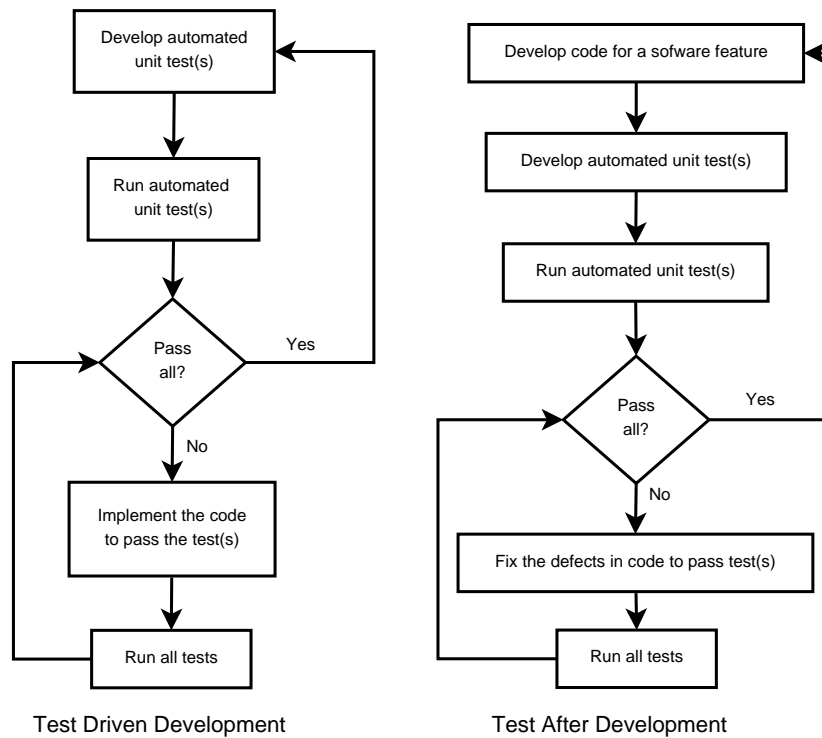 Develop automated
unit test(s)
Run automated
unit test(s)
Pass
all?
Yes
No
Implement the code
to pass the test(s)
Run all tests
Test Driven Development
Develop code for a sofware feature
Develop automated unit test(s)
Run automated unit test(s)
Pass
all?
Yes
No
Fix the defects in code to pass test(s)
Run all tests
Test After Development